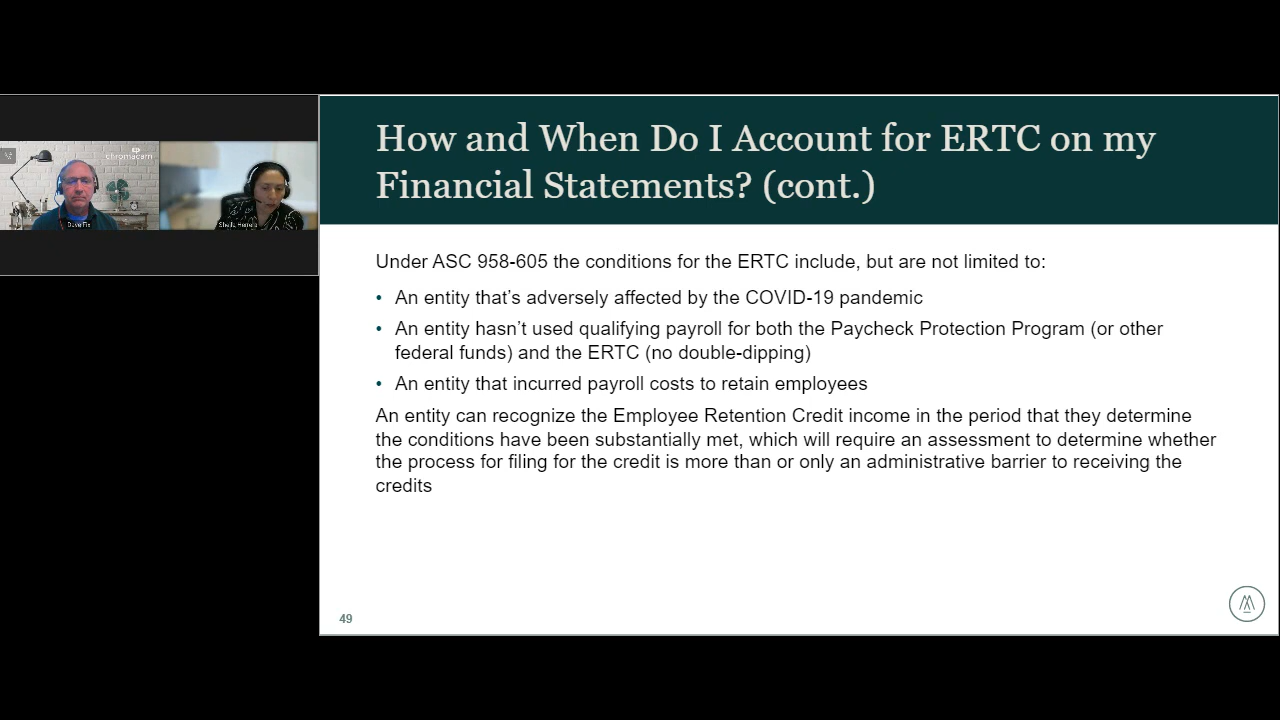 chromacam
Dave Fix
Sheila Herrera
How and When Do I Account for ERTC on my
Financial Statements? (cont.)
Under ASC 958-605 the conditions for the ERTC include, but are not limited to:
• An entity that’s adversely affected by the COVID-19 pandemic
• An entity hasn’t used qualifying payroll for both the Paycheck Protection Program (or other
federal funds) and the ERTC (no double-dipping)
• An entity that incurred payroll costs to retain employees
An entity can recognize the Employee Retention Credit income in the period that they determine
the conditions have been substantially met, which will require an assessment to determine whether
the process for filing for the credit is more than or only an administrative barrier to receiving the
credits
49